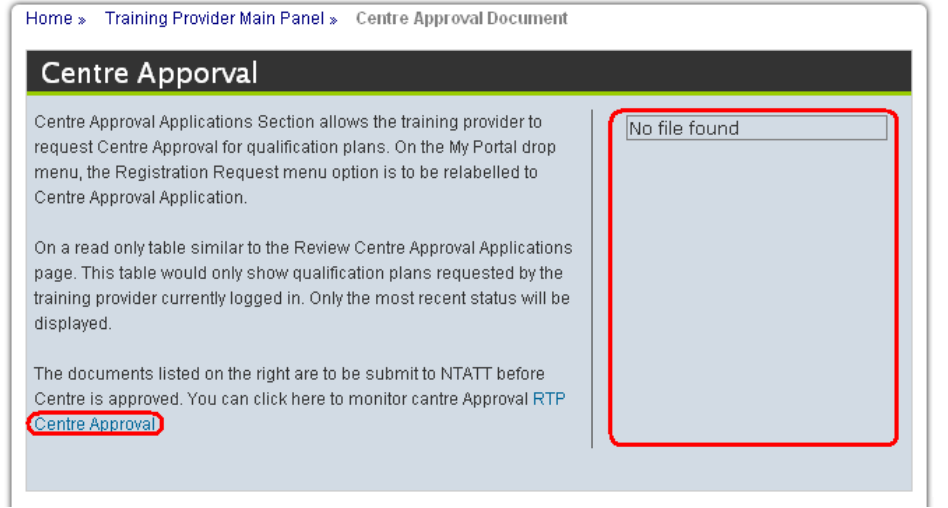 Home » Training Provider Main Panel » Centre Approval Document
Centre Apporval
Centre Approval Applications Section allows the training provider to
request Centre Approval for qualification plans. On the My Portal drop
menu, the Registration Request menu option is to be relabelled to
Centre Approval Application.
On a read only table similar to the Review Centre Approval Applications
page. This table would only show qualification plans requested by the
training provider currently logged in. Only the most recent status will be
displayed.
The documents listed on the right are to be submit to NTATT before
Centre is approved. You can click here to monitor cantre Approval RTP
Centre Approval
No file found